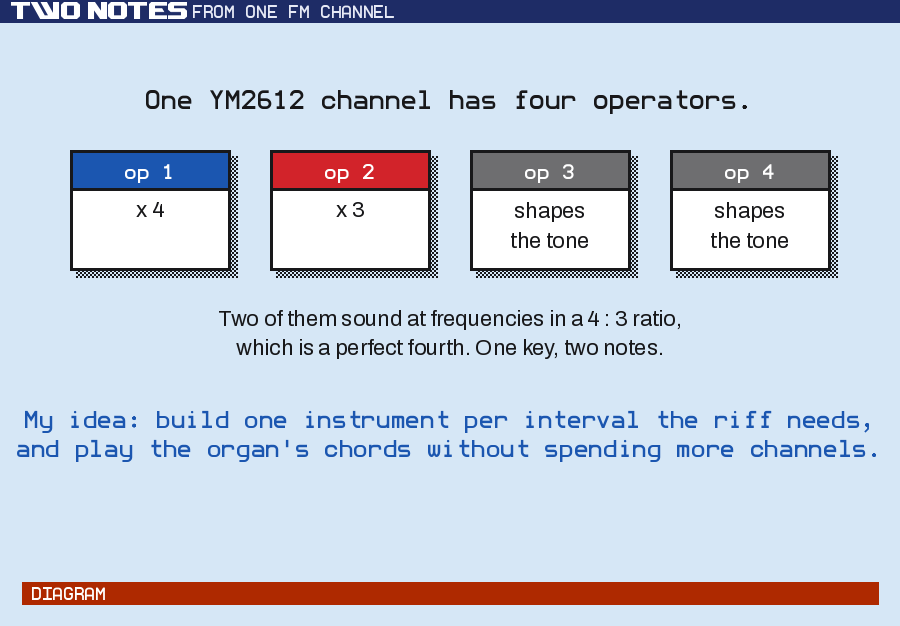 TWO NOTES FROM ONE FM CHANNEL
One YM2612 channel has four operators.
op 1
x 4
op 2
x 3
op 3
shapes
the tone
op 4
shapes
the tone
Two of them sound at frequencies in a 4 : 3 ratio,
which is a perfect fourth. One key, two notes.
My idea: build one instrument per interval the riff needs,
and play the organ's chords without spending more channels.
DIAGRAM